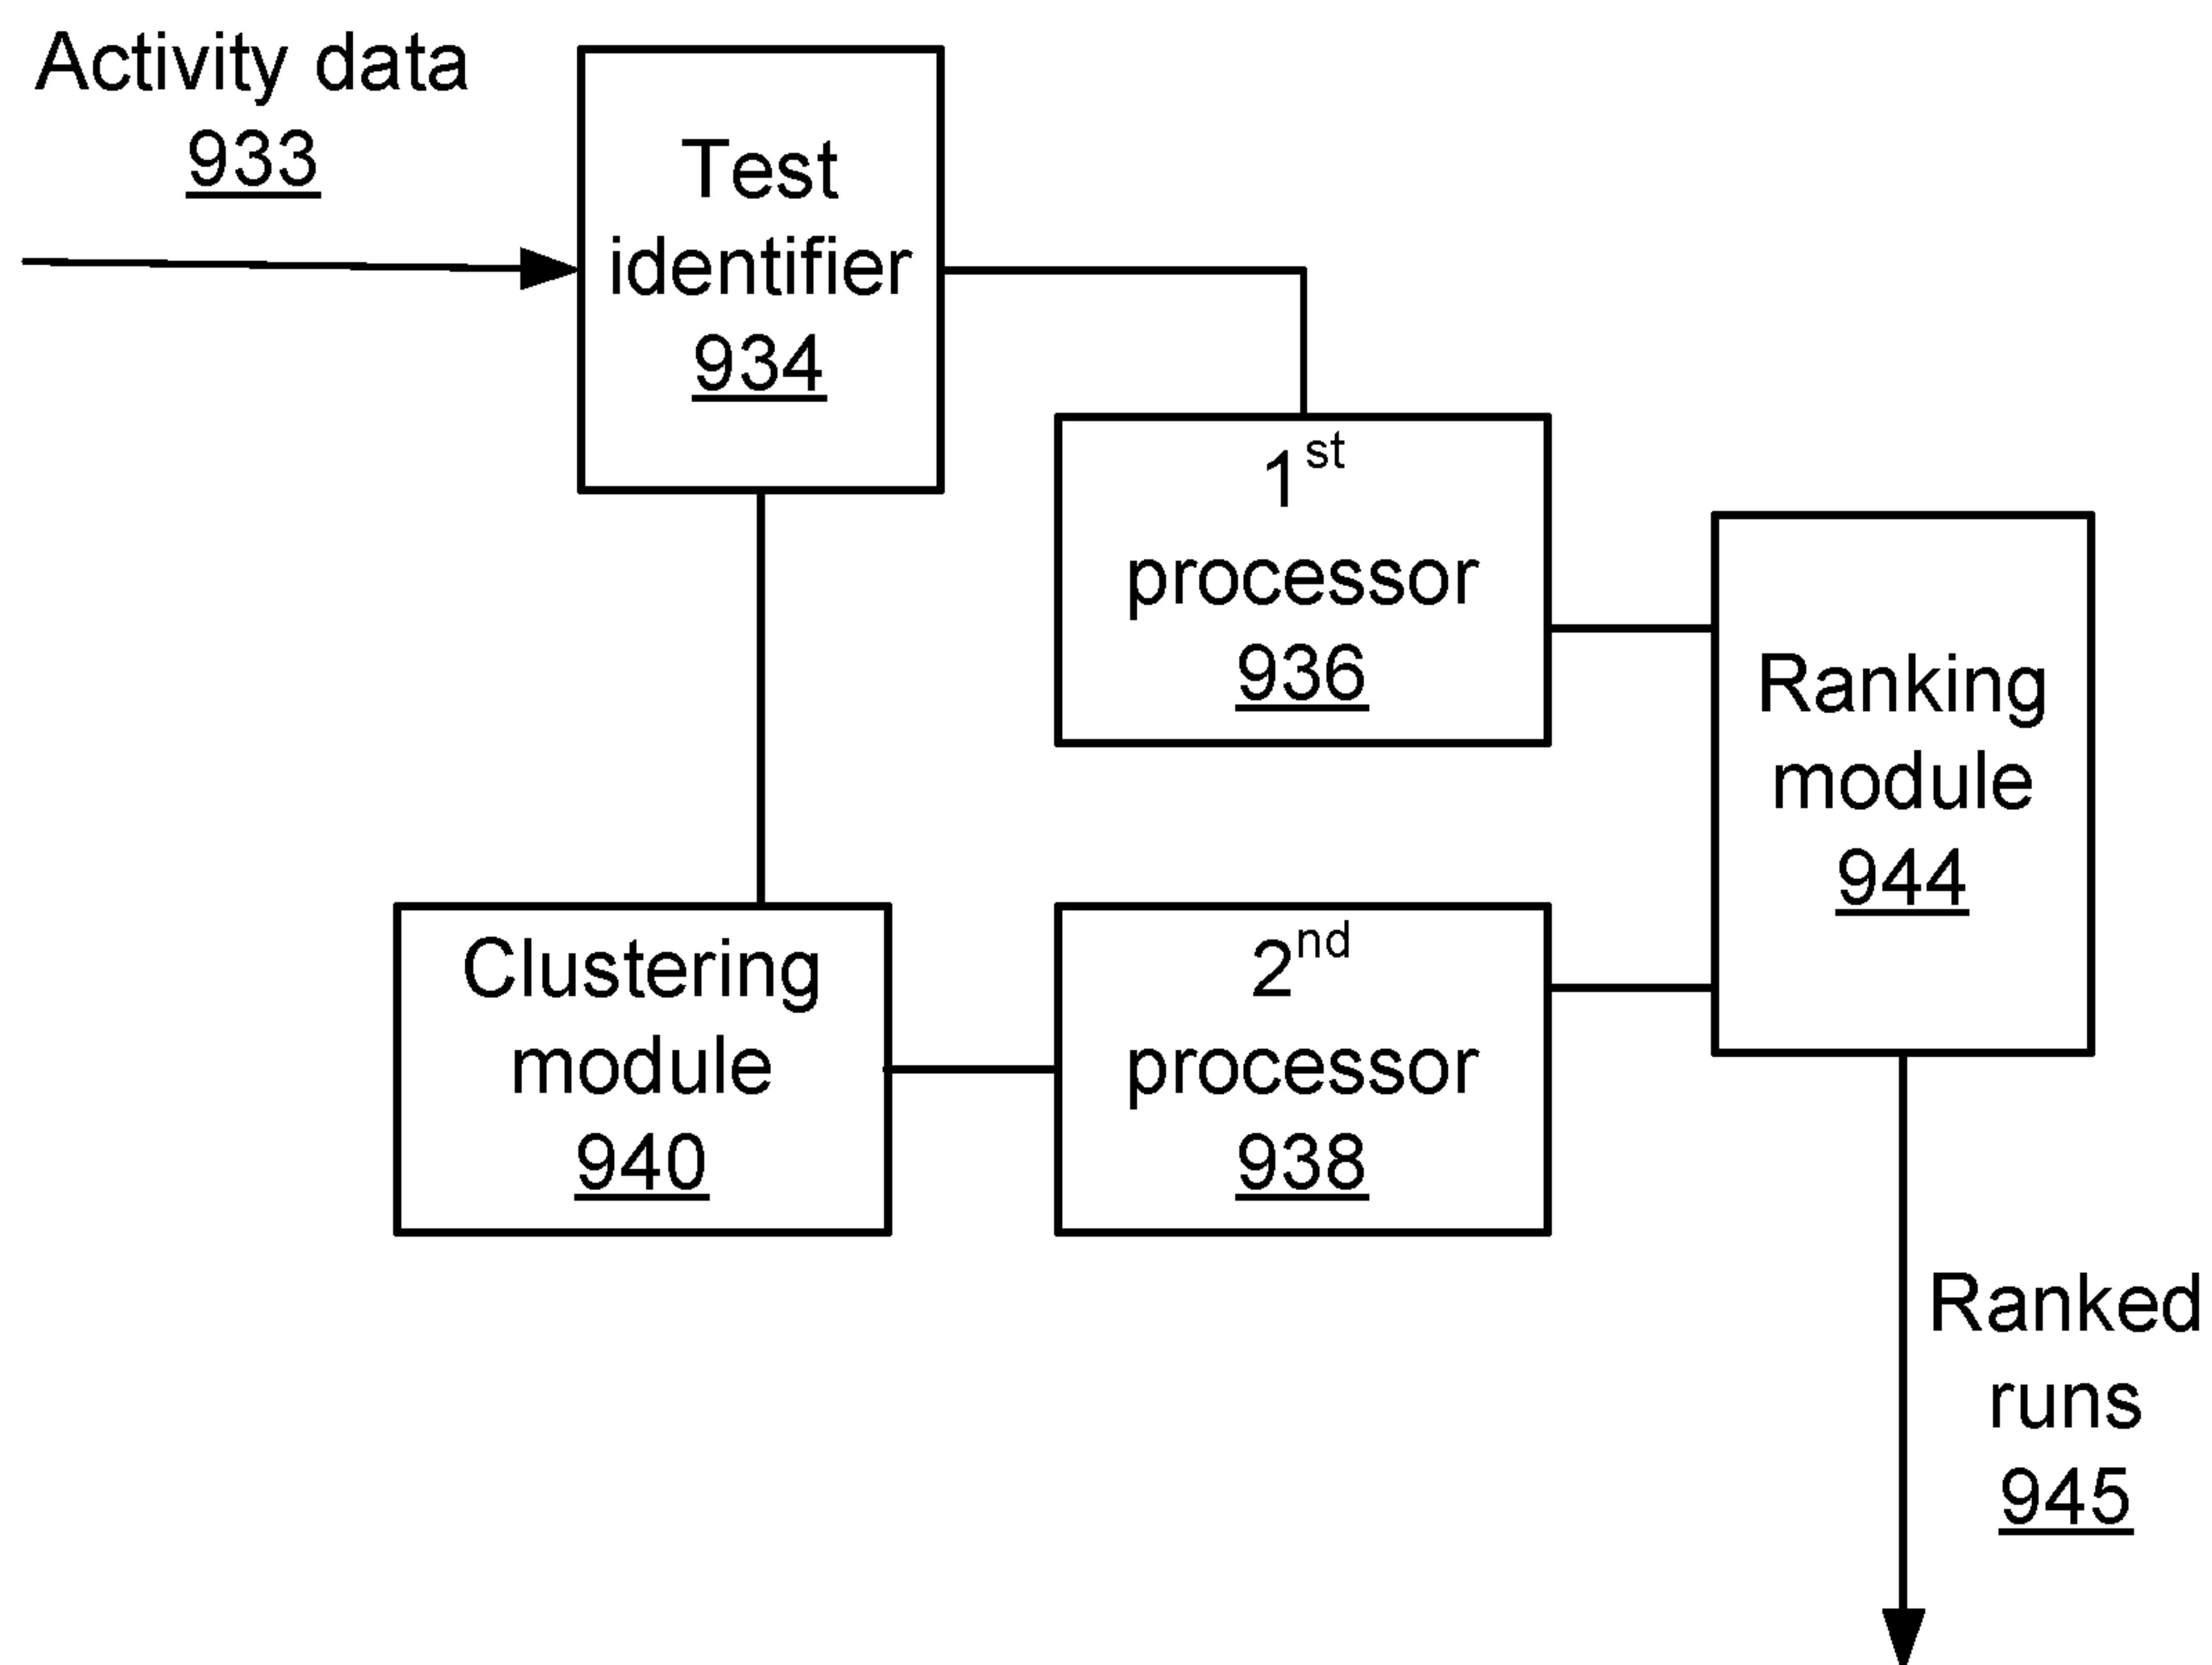 Activity data
933
Test
identifier
934
1st
processor
936
Ranking
module
944
Clustering
module
940
2nd
processor
938
Ranked
runs
945